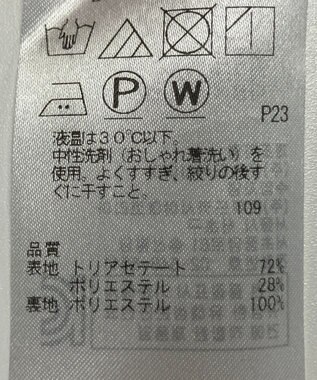 P W
P23
液温は30℃以下。
中性洗剤（おしゃれ着洗い）を
使用。よくすすぎ、絞りの後す
ぐに干すこと。
109
品質
表地 トリアセテート 72%
ポリエステル 28%
裏地 ポリエステル 100%